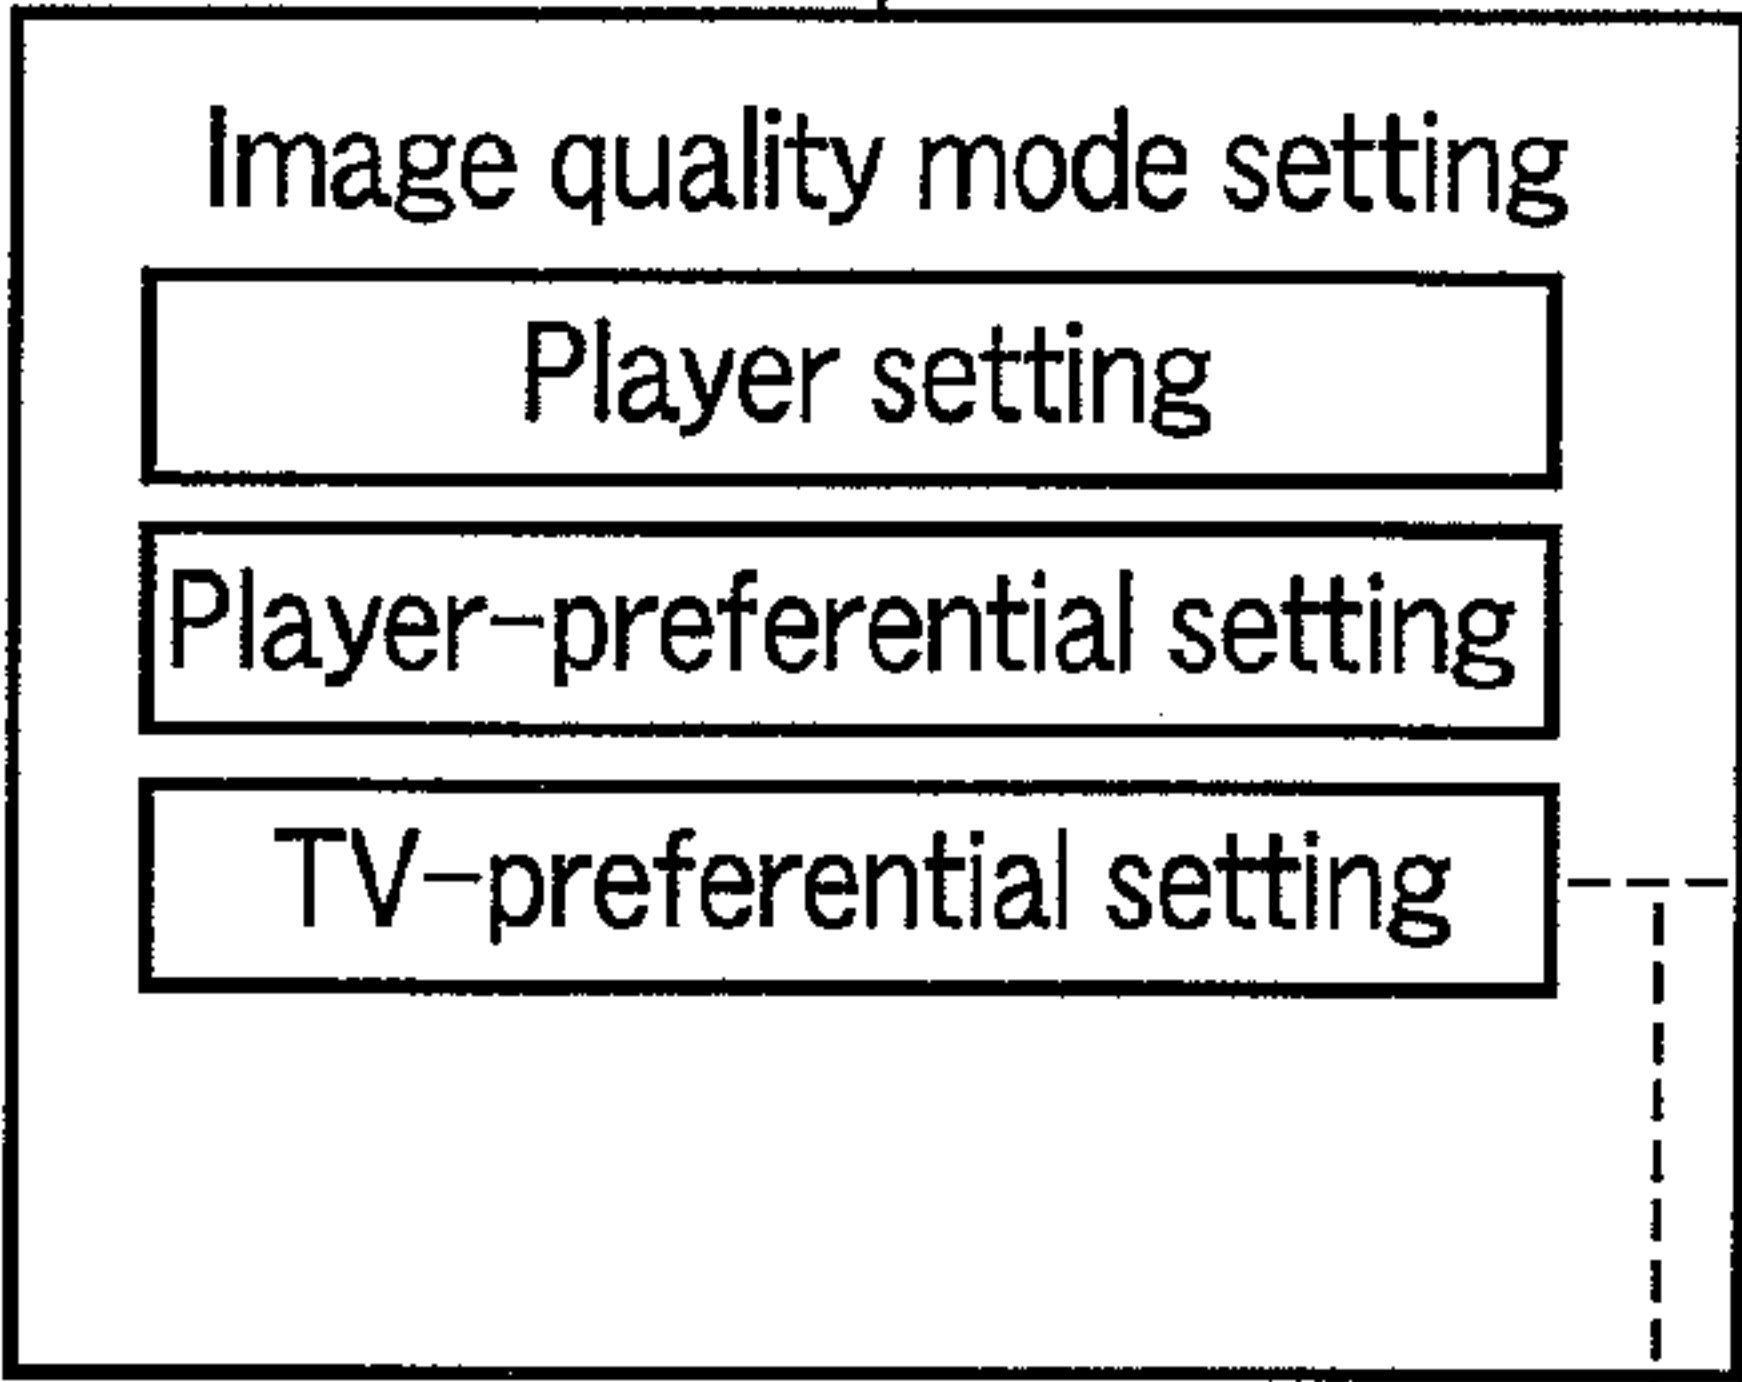 Image quality mode setting
Player setting
Player-preferential setting
TV-preferential setting